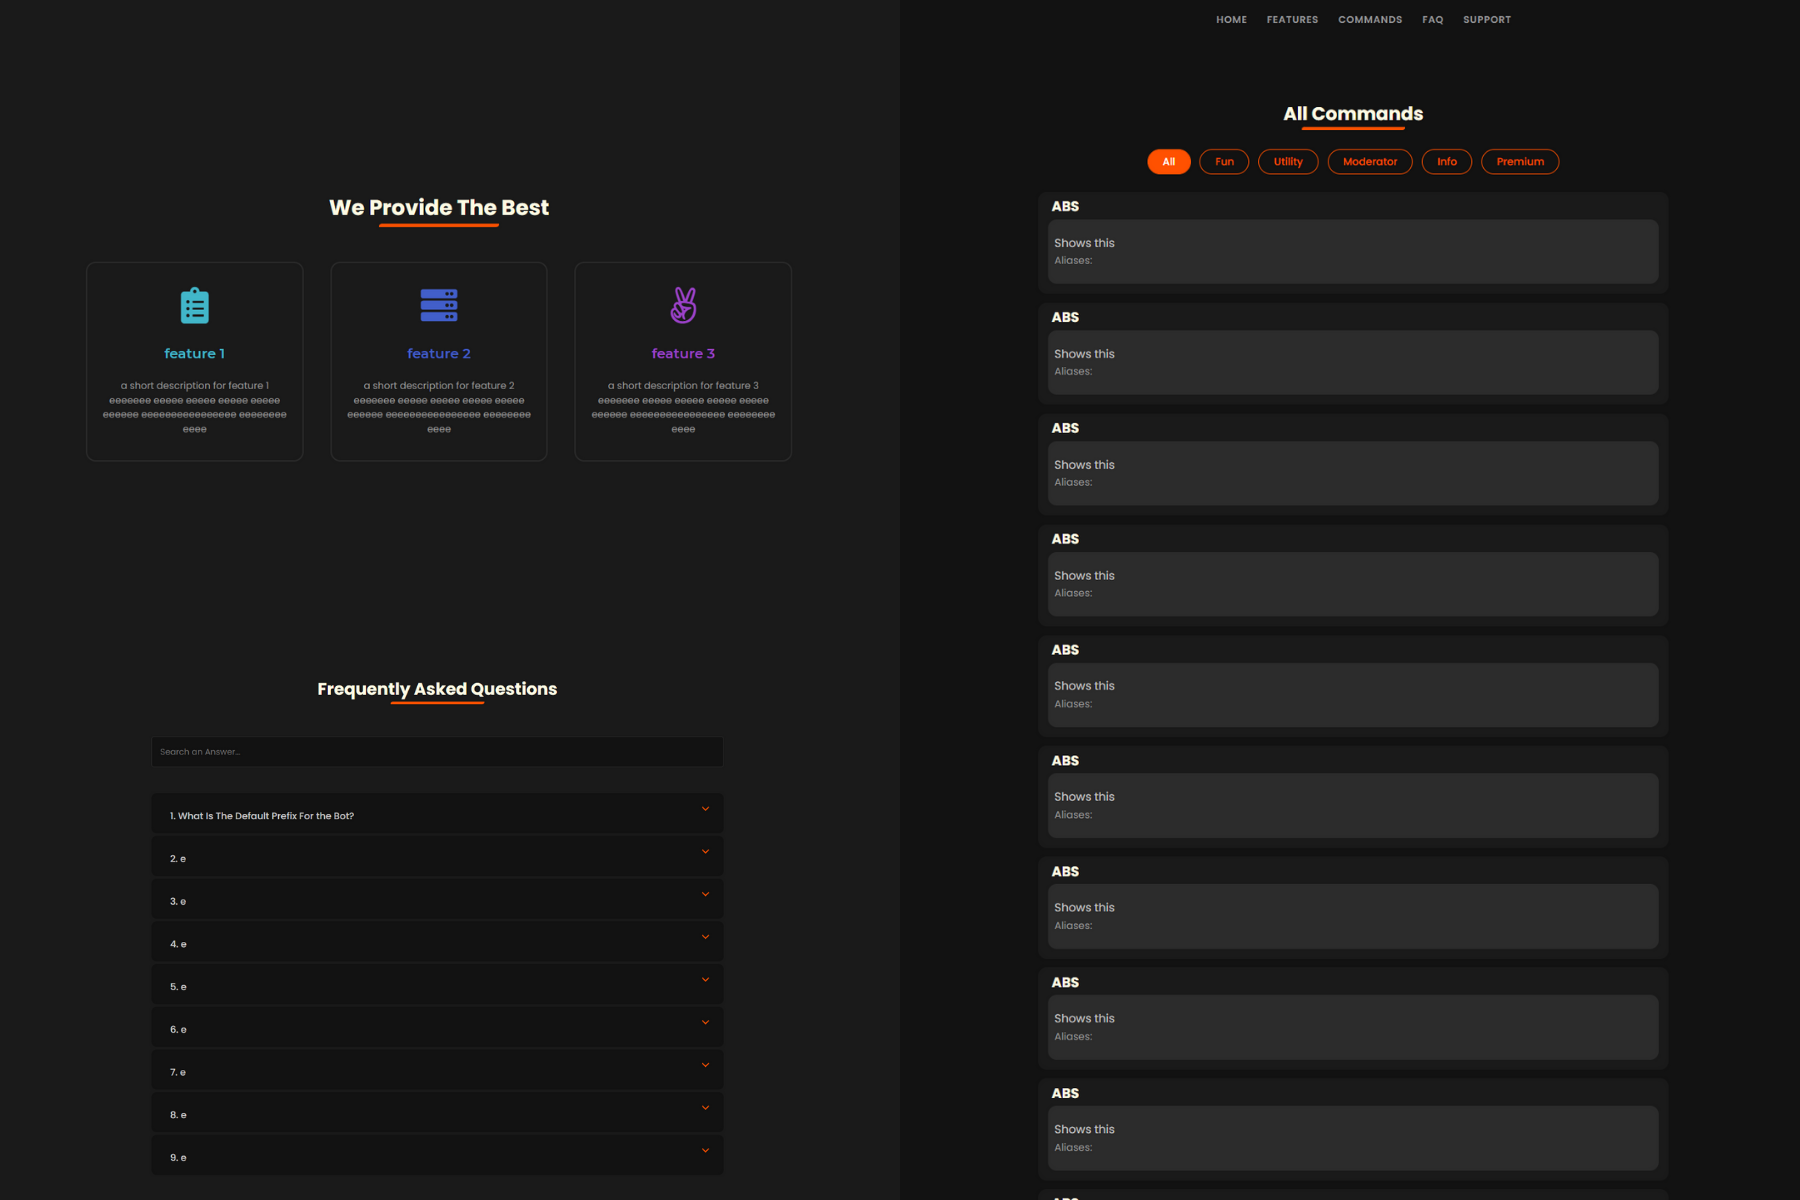 We Provide The Best
feature 1
a short description for feature 1
eeeeeee eeeee eeeee eeeee eeeee
eeeeee eeeeeeeeeeeeeeee eeeeeeee
eeee
feature 2
a short description for feature 2
eeeeeee eeeee eeeee eeeee eeeee
eeeeee eeeeeeeeeeeeeeee eeeeeeee
eeee
feature 3
a short description for feature 3
eeeeeee eeeee eeeee eeeee eeeee
eeeeee eeeeeeeeeeeeeeee eeeeeeee
eeee
Frequently Asked Questions
Search an Answer...
1. What Is The Default Prefix For the Bot?
2. e
3. e
4. e
5. e
6. e
7. e
8. e
9. e
HOME FEATURES COMMANDS FAQ SUPPORT
All Commands
All Fun Utility Moderator Info Premium
ABS
Shows this
Aliases:
ABS
Shows this
Aliases:
ABS
Shows this
Aliases:
ABS
Shows this
Aliases:
ABS
Shows this
Aliases:
ABS
Shows this
Aliases:
ABS
Shows this
Aliases:
ABS
Shows this
Aliases:
ABS
Shows this
Aliases: